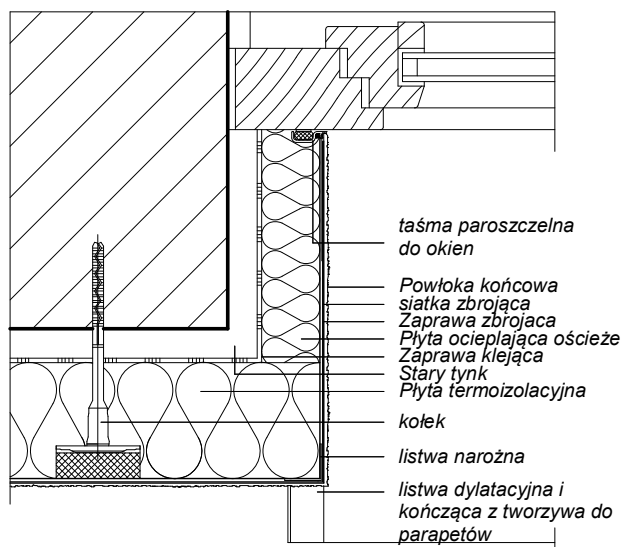 taśma paroszczelna
do okien
Powłoka końcowa
siatka zbrojąca
Zaprawa zbrojaca
Płyta ocieplająca ościeże
Zaprawa klejąca
Stary tynk
Płyta termoizolacyjna
kołek
listwa narożna
listwa dylatacyjna i
kończąca z tworzywa do
parapetów